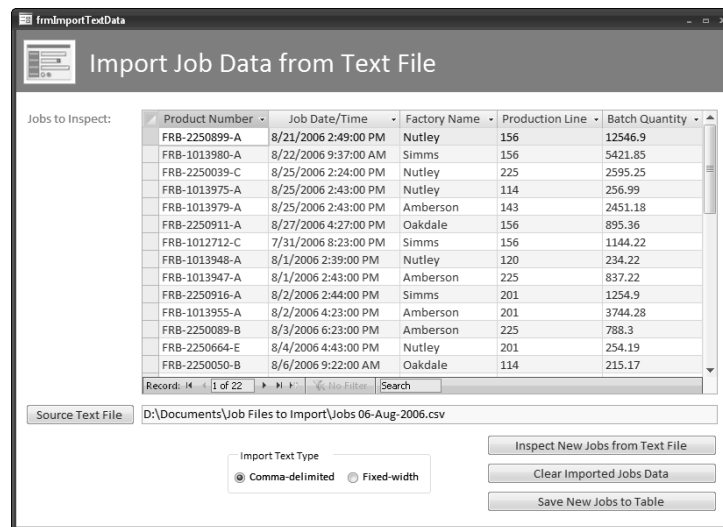 frmImportTextData
Import Job Data from Text File
Jobs to Inspect:
Product Number Job Date/Time Factory Name Production Line Batch Quantity
FRB-2250899-A 8/21/2006 2:49:00 PM Nutley 156 12546.9
FRB-1013980-A 8/22/2006 9:37:00 AM Simms 156 5421.85
FRB-2250039-C 8/25/2006 2:24:00 PM Nutley 225 2595.25
FRB-1013975-A 8/25/2006 2:43:00 PM Nutley 114 256.99
FRB-1013979-A 8/25/2006 2:43:00 PM Amberson 143 2451.18
FRB-2250911-A 8/27/2006 4:27:00 PM Oakdale 156 895.36
FRB-1012712-C 7/31/2006 8:23:00 PM Simms 156 1144.22
FRB-1013948-A 8/1/2006 2:39:00 PM Nutley 120 234.22
FRB-1013947-A 8/1/2006 2:43:00 PM Amberson 225 837.22
FRB-2250916-A 8/2/2006 2:44:00 PM Simms 201 1254.9
FRB-1013955-A 8/2/2006 4:23:00 PM Amberson 201 3744.28
FRB-2250089-B 8/3/2006 6:23:00 PM Amberson 225 788.3
FRB-2250664-E 8/4/2006 4:43:00 PM Nutley 201 254.19
FRB-2250050-B 8/6/2006 9:22:00 AM Oakdale 114 215.17
Record: 1 of 22 No Filter Search
Source Text File D:\Documents\Job Files to Import\Jobs 06-Aug-2006.csv
Import Text Type
Comma-delimited Fixed-width
Inspect New Jobs from Text File
Clear Imported Jobs Data
Save New Jobs to Table